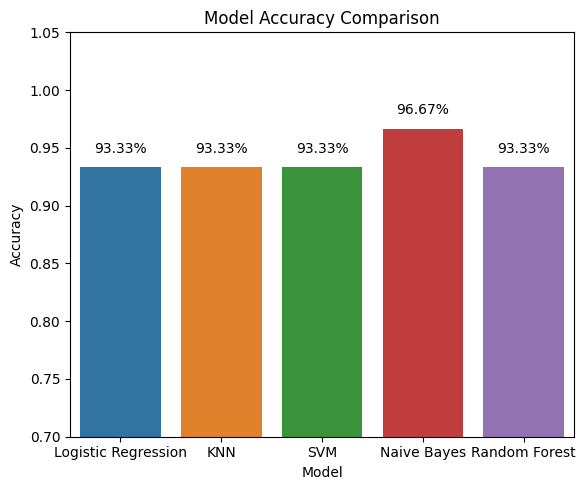 Model Accuracy Comparison
1.05
1.00
0.95
0.90
0.85
0.80
0.75
0.70
Accuracy
93.33%
93.33%
93.33%
96.67%
93.33%
Logistic Regression
KNN
SVM
Naive Bayes
Random Forest
Model